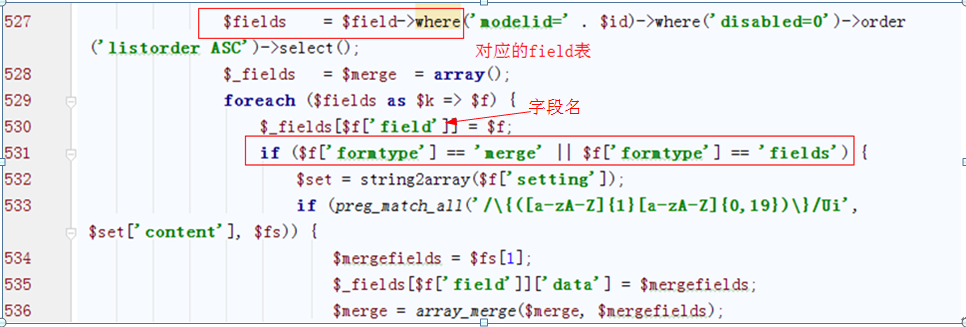 527 $fields = $field->where('modelid=' . $id)->where('disabled=0')->order
('listorder ASC')->select();
对应的field表
528 $_fields = $merge = array();
529 foreach ($fields as $k => $f) {
字段名
530 $_fields[$f['field']] = $f;
531 if ($f['formtype'] == 'merge' || $f['formtype'] == 'fields') {
532 $set = string2array($f['setting']);
533 if (preg_match_all('/\{([a-zA-Z]{1}[a-zA-Z]{0,19})\}/Ui',
$set['content'], $fs)) {
534 $mergefields = $fs[1];
535 $_fields[$f['field']]['data'] = $mergefields;
536 $merge = array_merge($merge, $mergefields);